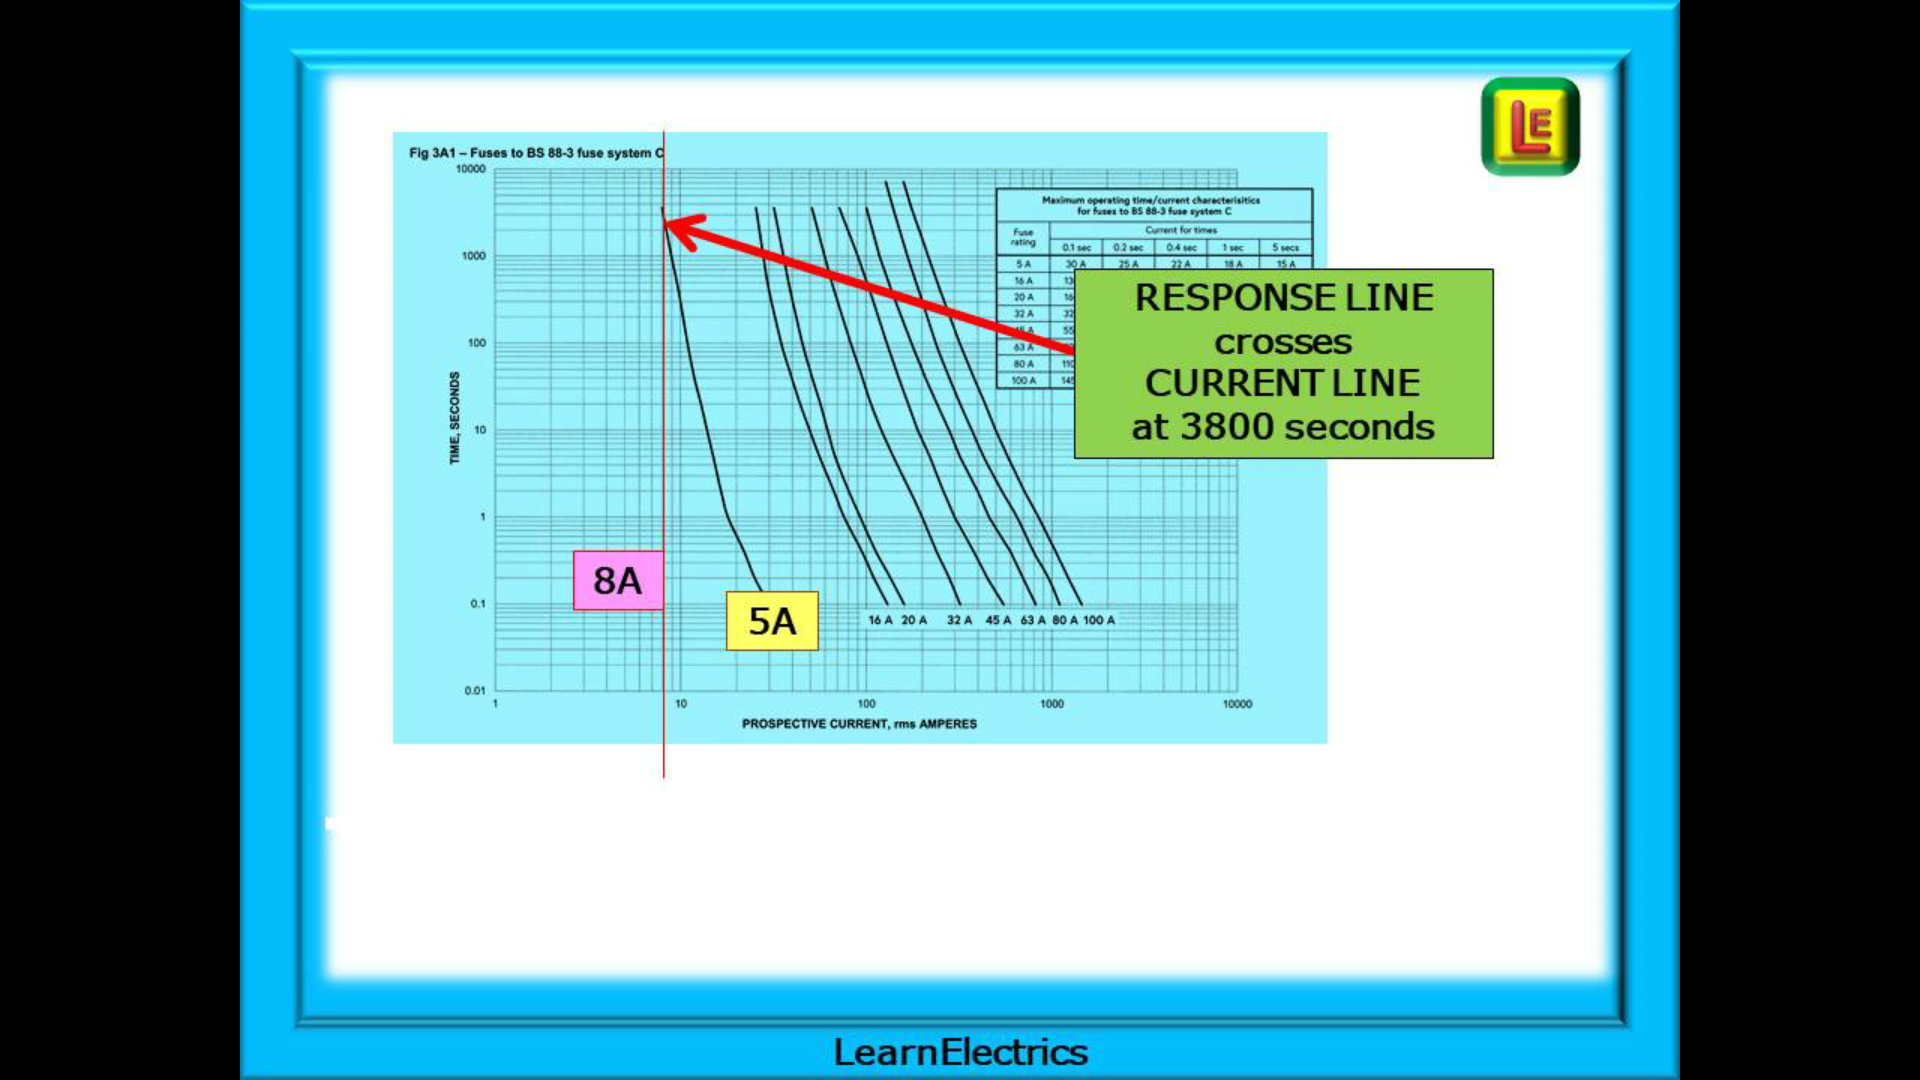 LE
Fig 3A1 – Fuses to BS 88-3 fuse system C
10000
1000
100
10
1
0.1
0.01
TIME, SECONDS
Maximum operating time/current characterisitics
for fuses to BS 88-3 fuse system C
Fuse
rating
Current for times
0.1 sec 0.2 sec 0.4 sec 1 sec 5 secs
5 A 30 A 25 A 22 A 18 A 15 A
16 A
20 A
32 A
63 A
80 A
100 A
RESPONSE LINE
crosses
CURRENT LINE
at 3800 seconds
8A
5A
16 A 20 A 32 A 45 A 63 A 80 A 100 A
1 10 100 1000 10000
PROSPECTIVE CURRENT, rms AMPERES
LearnElectrics